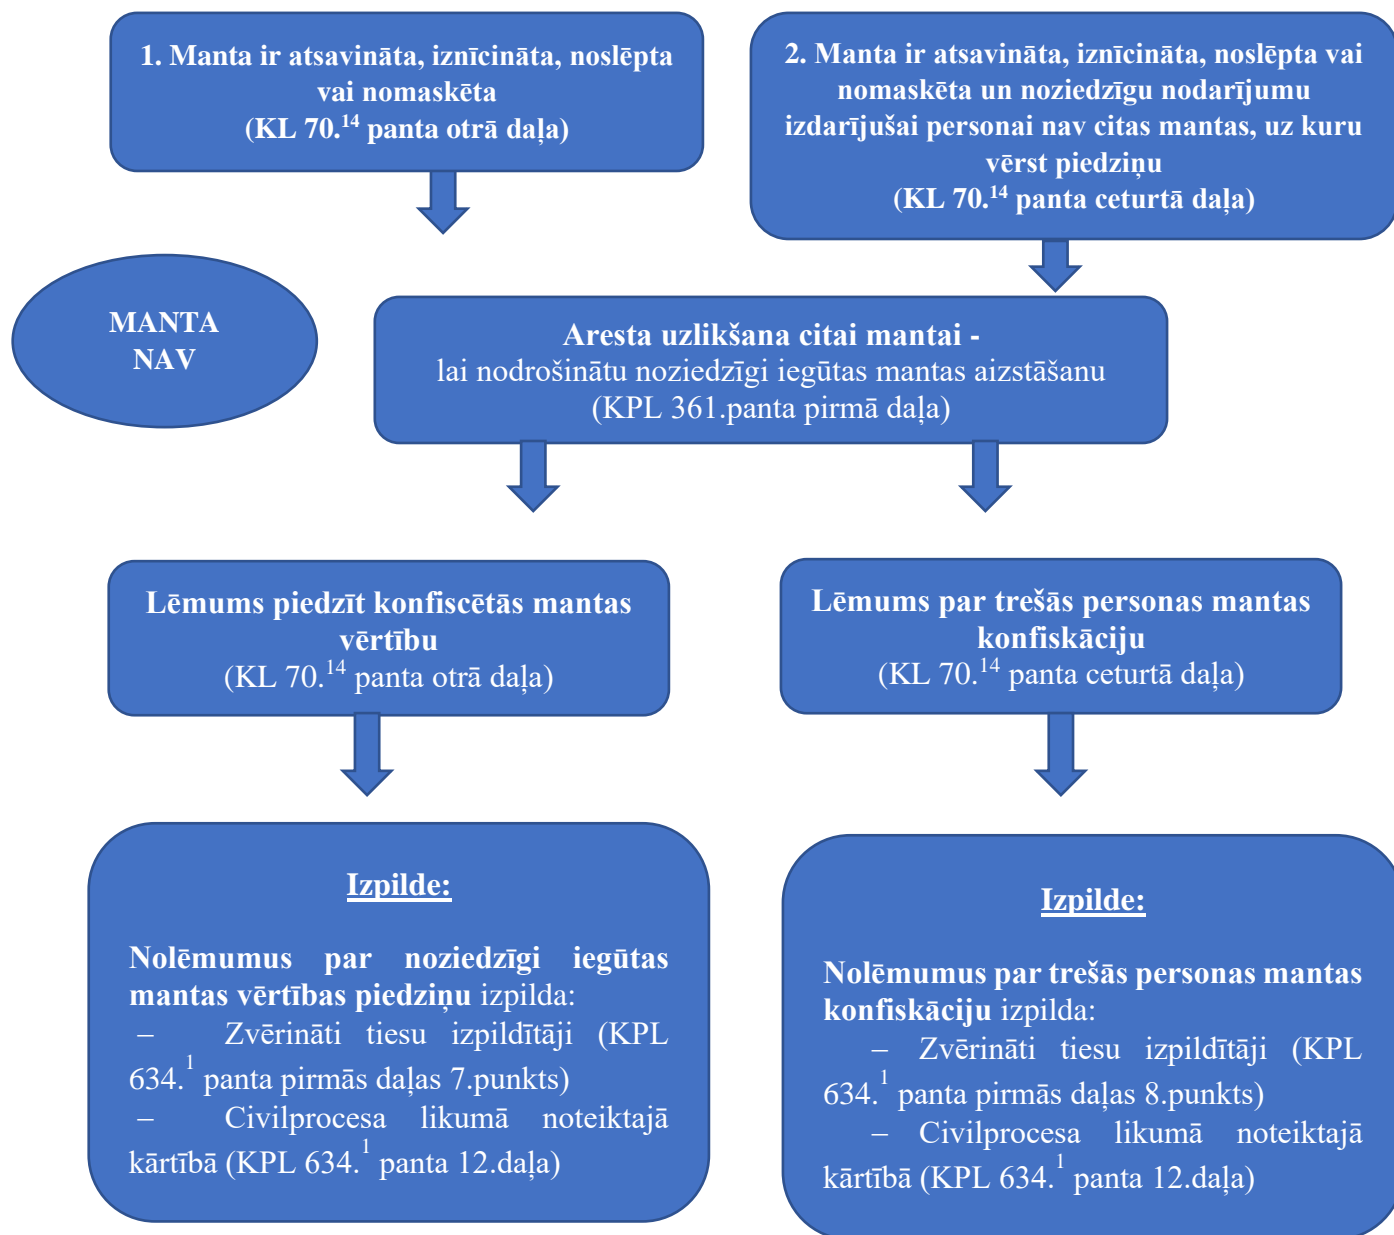 1. Manta ir atsavināta, iznīcināta, noslēpta
vai nomaskēta
(KL 70.¹⁴ panta otrā daļa)
2. Manta ir atsavināta, iznīcināta, noslēpta vai
nomaskēta un noziedzīgu nodarījumu
izdarījušai personai nav citas mantas, uz kuru
vērst piedziņu
(KL 70.¹⁴ panta ceturtā daļa)
MANTA
NAV
Aresta uzlikšana citai mantai -
lai nodrošinātu noziedzīgi iegūtas mantas aizstāšanu
(KPL 361.panta pirmā daļa)
Lēmums piedzīt konfiscētās mantas
vērtību
(KL 70.¹⁴ panta otrā daļa)
Lēmums par trešās personas mantas
konfiskāciju
(KL 70.¹⁴ panta ceturtā daļa)
Izpilde:
Nolēmumus par noziedzīgi iegūtas
mantas vērtības piedziņu izpilda:
– Zvērināti tiesu izpildītāji (KPL
634.¹ panta pirmās daļas 7.punkts)
– Civilprocesa likumā noteiktajā
kārtībā (KPL 634.¹ panta 12.daļa)
Izpilde:
Nolēmumus par trešās personas mantas
konfiskāciju izpilda:
– Zvērināti tiesu izpildītāji (KPL
634.¹ panta pirmās daļas 8.punkts)
– Civilprocesa likumā noteiktajā
kārtībā (KPL 634.¹ panta 12.daļa)